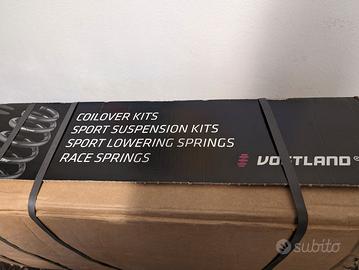 COILOVER KITS
SPORT SUSPENSION KITS
SPORT LOWERING SPRINGS
RACE SPRINGS
VOGTLAND®
subito